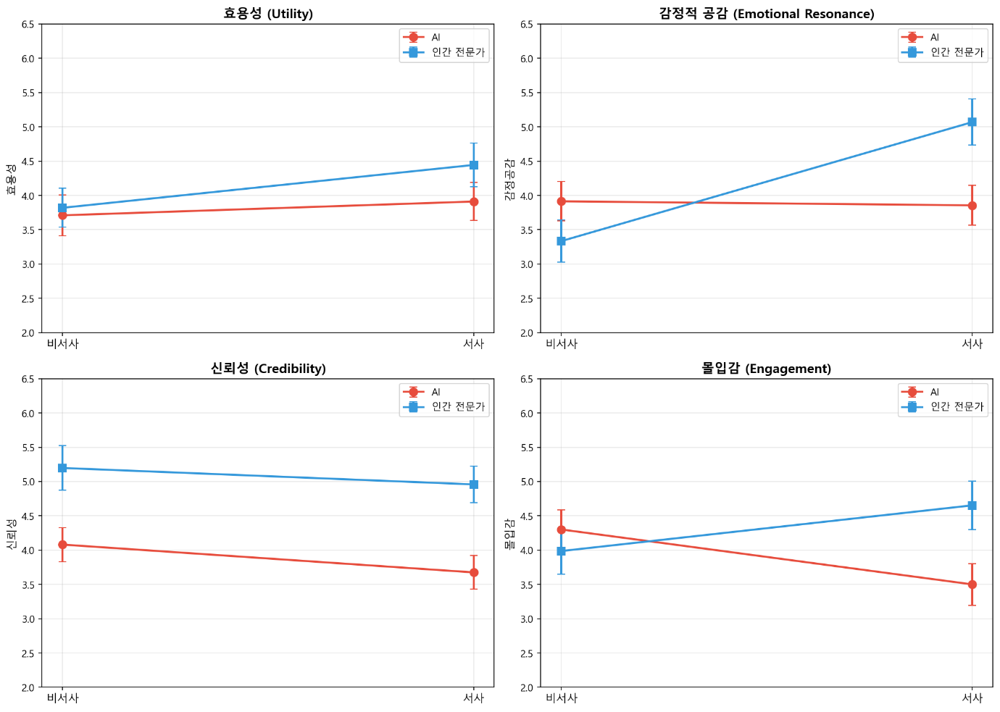 효용성 (Utility)
효용성
6.5
6.0
5.5
5.0
4.5
4.0
3.5
3.0
2.5
2.0
AI
인간 전문가
비서사
서사
감정적 공감 (Emotional Resonance)
감정공감
6.5
6.0
5.5
5.0
4.5
4.0
3.5
3.0
2.5
2.0
AI
인간 전문가
비서사
서사
신뢰성 (Credibility)
신뢰성
6.5
6.0
5.5
5.0
4.5
4.0
3.5
3.0
2.5
2.0
AI
인간 전문가
비서사
서사
몰입감 (Engagement)
몰입감
6.5
6.0
5.5
5.0
4.5
4.0
3.5
3.0
2.5
2.0
AI
인간 전문가
비서사
서사